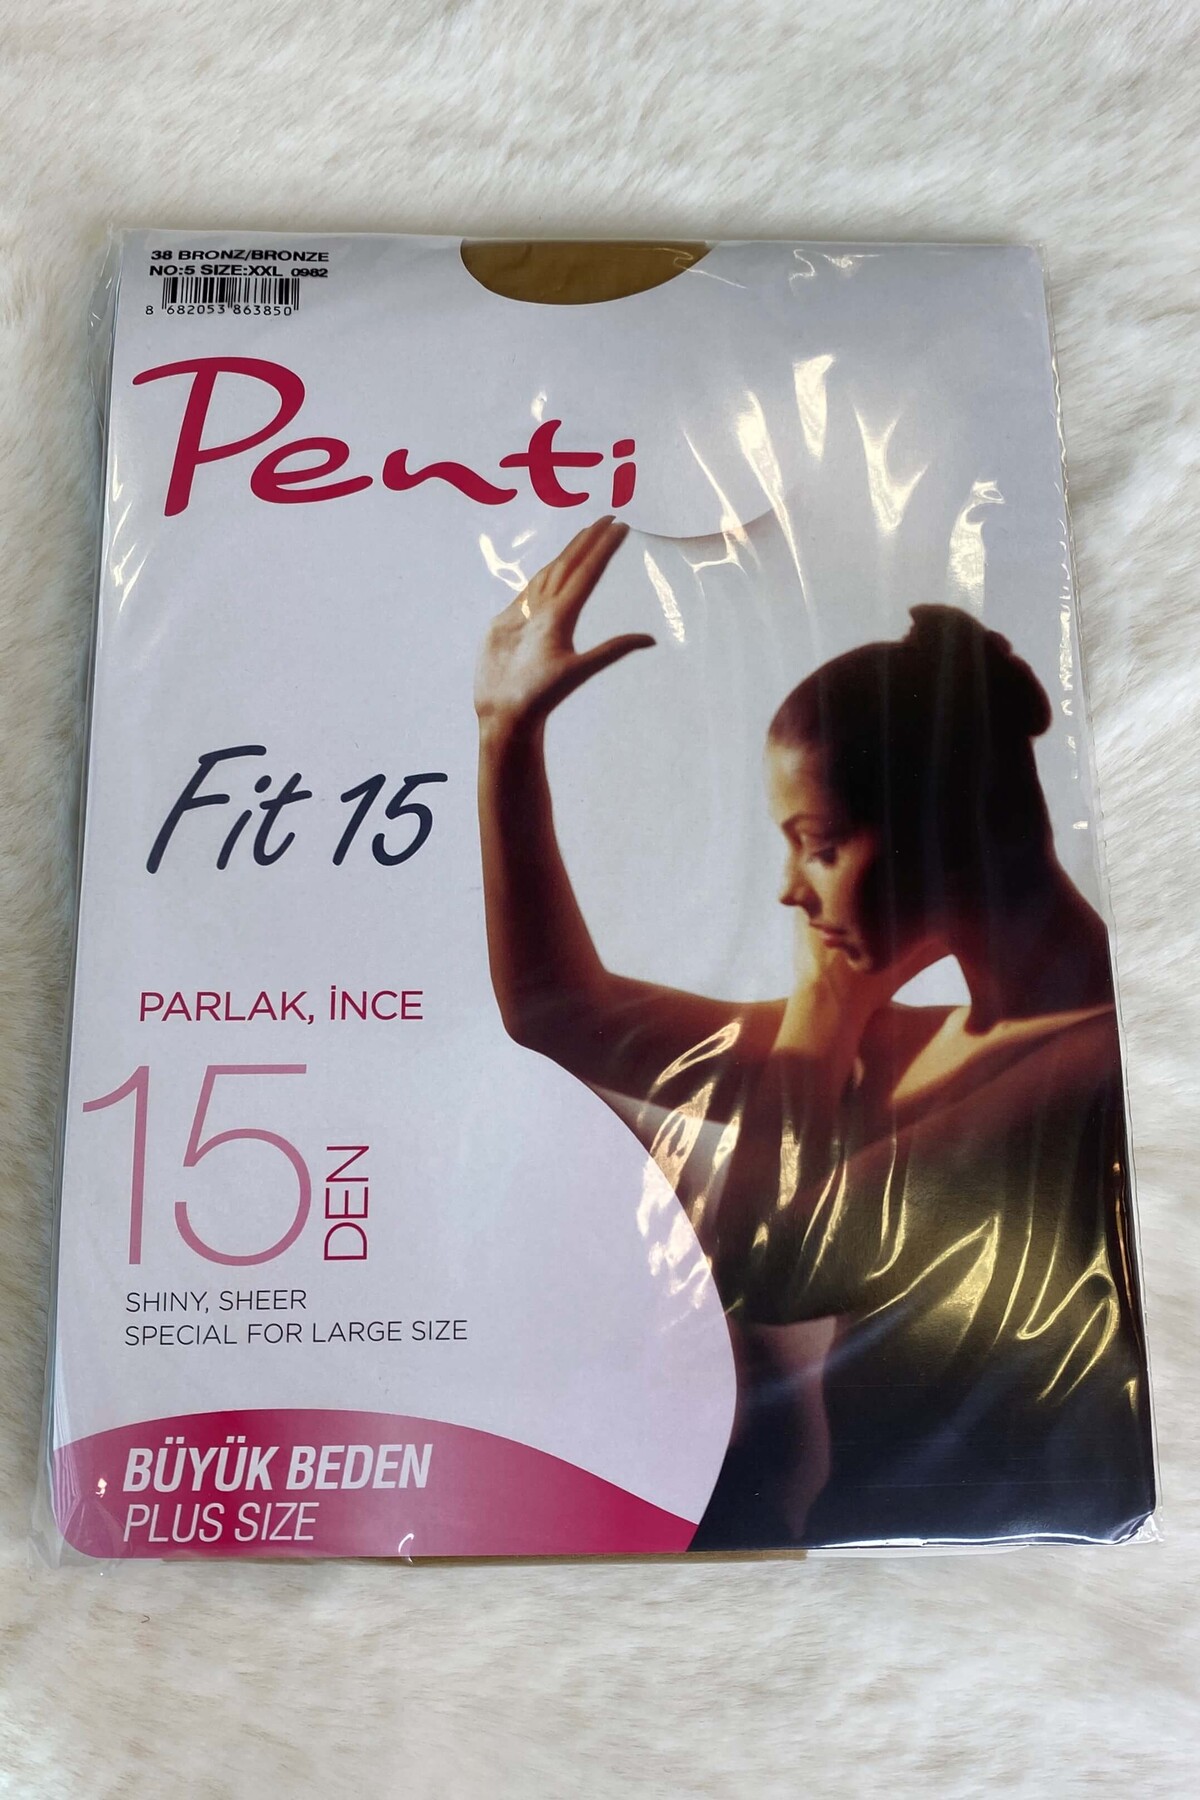 38 BRONZ/BRONZE
NO:5 SIZE:XXL 0982
8 682053 863850
Penti
Fit 15
PARLAK, İNCE
15 DEN
SHINY, SHEER
SPECIAL FOR LARGE SIZE
BÜYÜK BEDEN
PLUS SIZE